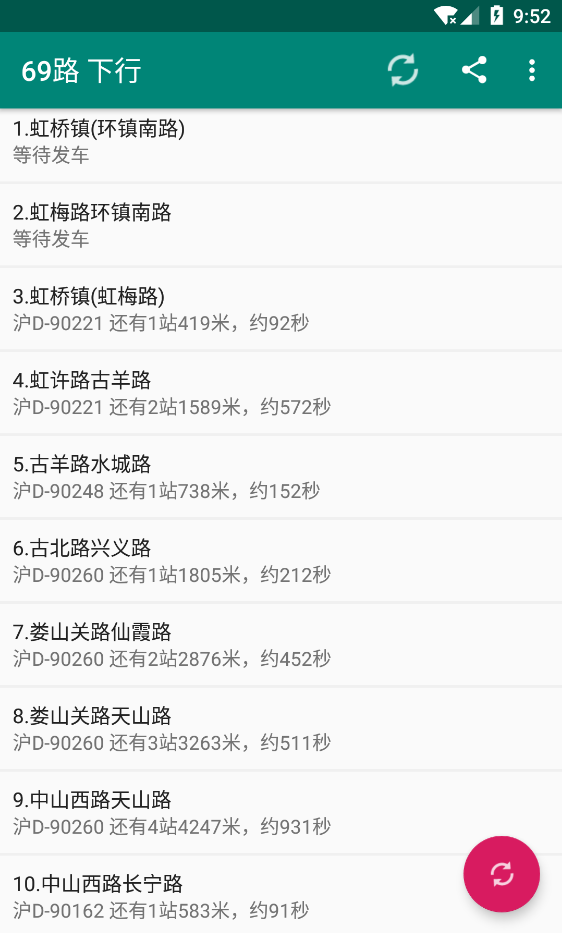 9:52
69路 下行
1.虹桥镇(环镇南路)
等待发车
2.虹梅路环镇南路
等待发车
3.虹桥镇(虹梅路)
沪D-90221 还有1站419米，约92秒
4.虹许路古羊路
沪D-90221 还有2站1589米，约572秒
5.古羊路水城路
沪D-90248 还有1站738米，约152秒
6.古北路兴义路
沪D-90260 还有1站1805米，约212秒
7.娄山关路仙霞路
沪D-90260 还有2站2876米，约452秒
8.娄山关路天山路
沪D-90260 还有3站3263米，约511秒
9.中山西路天山路
沪D-90260 还有4站4247米，约931秒
10.中山西路长宁路
沪D-90162 还有1站583米，约91秒